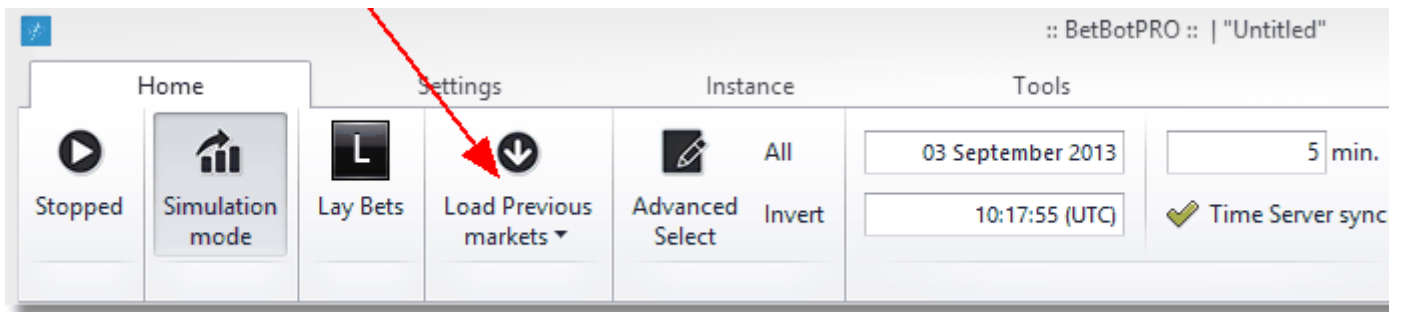 :: BetBotPRO :: | "Untitled"
Home Settings Instance Tools
L
Stopped
Simulation
mode
Lay Bets
Load Previous
markets
Advanced
Select
All
Invert
03 September 2013
10:17:55 (UTC)
5 min.
Time Server sync